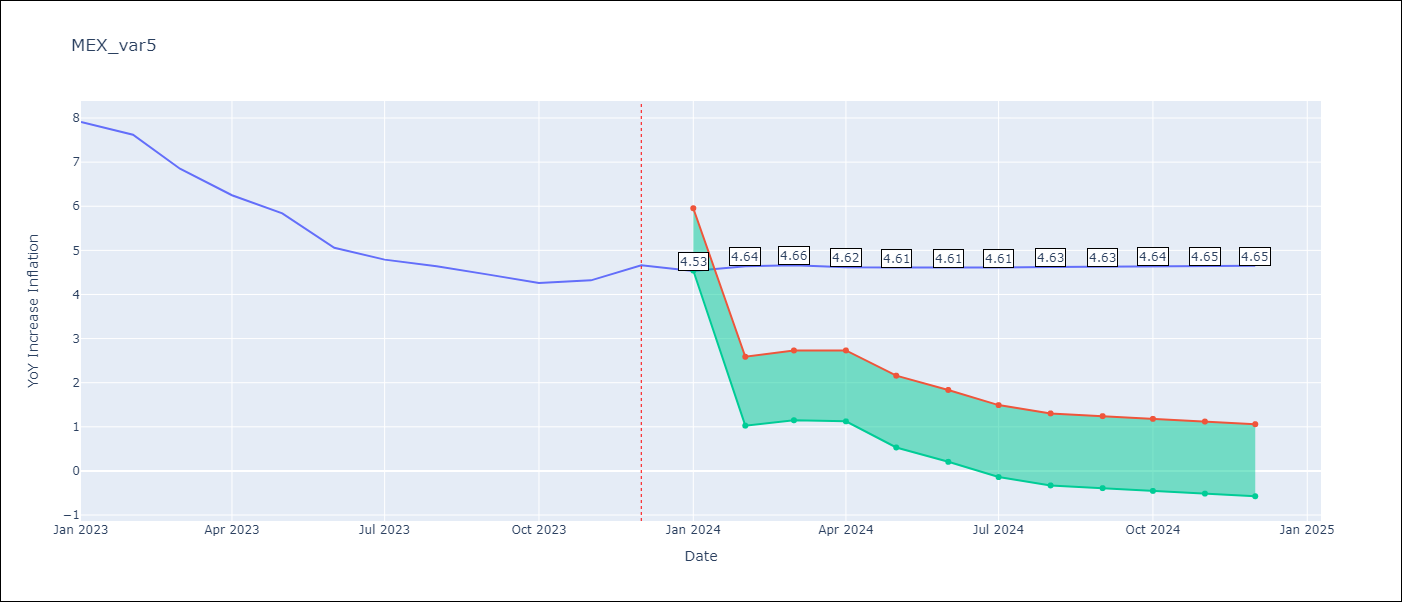 MEX_var5
8
7
6
5
4
3
2
1
0
−1
YoY Increase Inflation
4.53
4.64
4.66
4.62
4.61
4.61
4.61
4.63
4.63
4.64
4.65
4.65
Jan 2023
Apr 2023
Jul 2023
Oct 2023
Jan 2024
Apr 2024
Jul 2024
Oct 2024
Jan 2025
Date